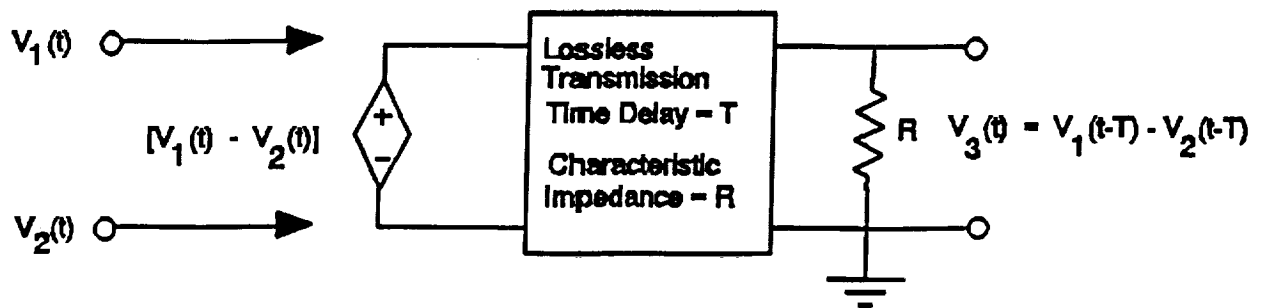 V1(t)
[V1(t) - V2(t)]
V2(t)
+
−
Lossless
Transmission
Time Delay = T
Characteristic
Impedance = R
R
V3(t) = V1(t-T) - V2(t-T)